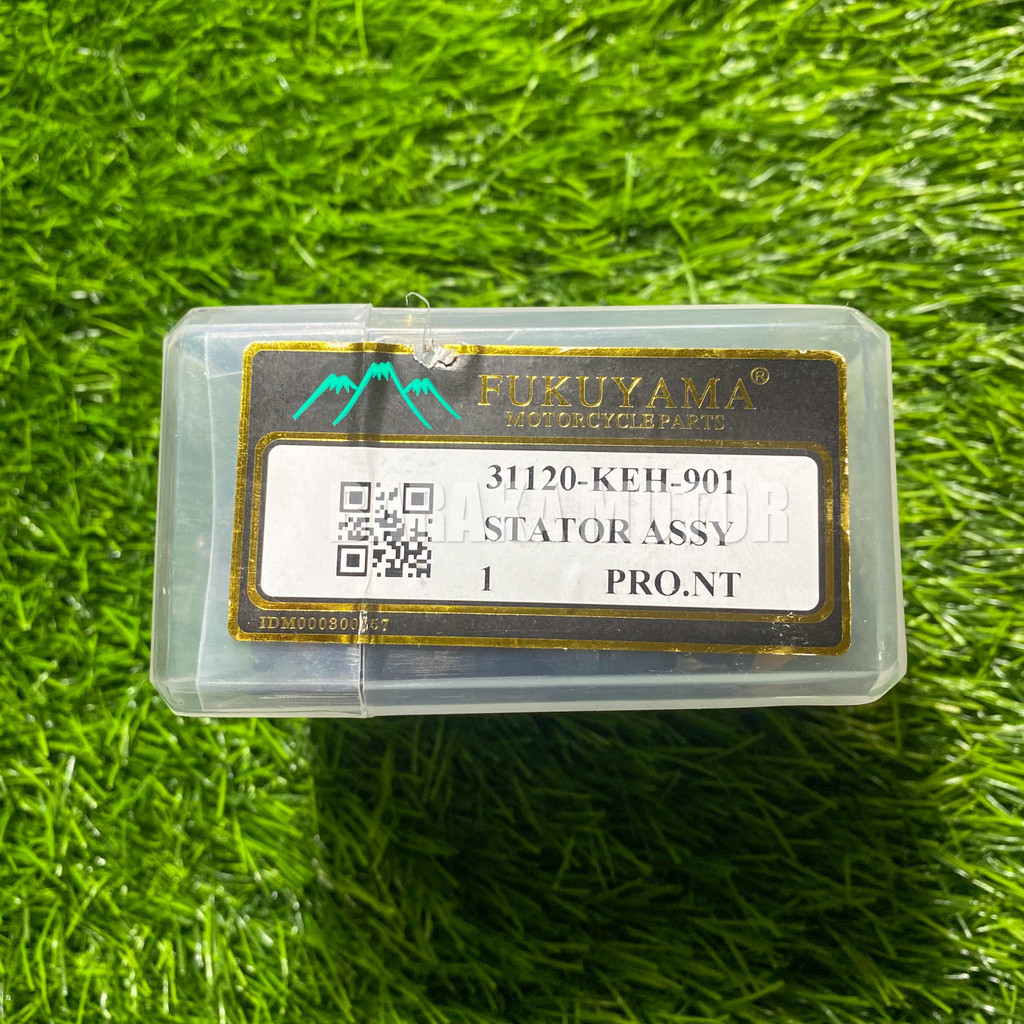 FUKUYAMA®
MOTORCYCLE PARTS
31120-KEH-901
STATOR ASSY
1 PRO.NT